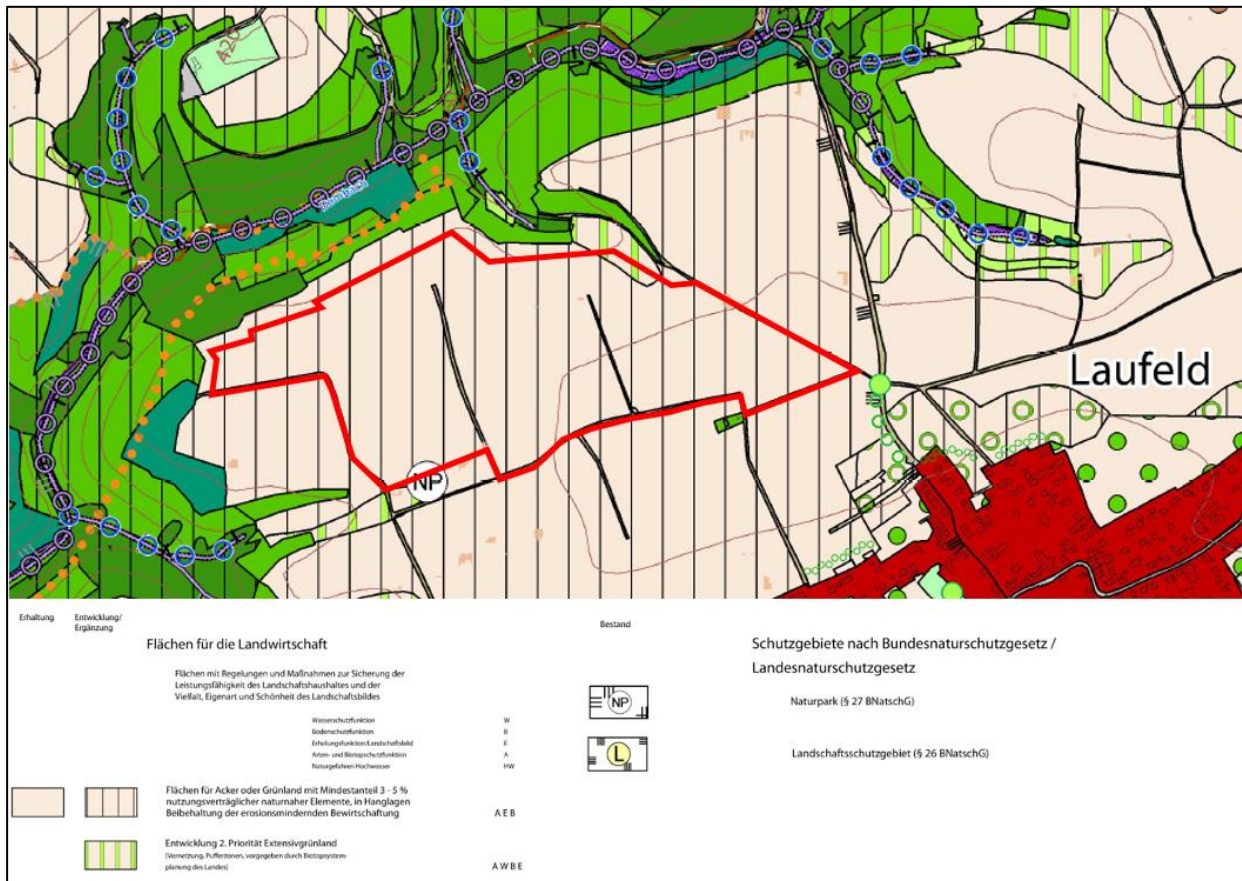 420
Laufeld
NP
Erhaltung
Entwicklung/
Ergänzung
Flächen für die Landwirtschaft
Flächen mit Regelungen und Maßnahmen zur Sicherung der
Leistungsfähigkeit des Landschaftshaushaltes und der
Vielfalt, Eigenart und Schönheit des Landschaftsbildes
Wasserschutzfunktion W
Bodenschutzfunktion B
Erholungsfunktion/Landschaftsbild E
Arten- und Biotopschutzfunktion A
Naturgefahren Hochwasser HW
Flächen für Acker oder Grünland mit Mindestanteil 3 - 5 %
nutzungsverträglicher naturnaher Elemente, in Hanglagen
Beibehaltung der erosionsmindernden Bewirtschaftung A E B
Entwicklung 2. Priorität Extensivgrünland
(Vernetzung, Pufferzonen, vorgegeben durch Biotopsystem-
planung des Landes) A W B E
Bestand
Schutzgebiete nach Bundesnaturschutzgesetz /
Landesnaturschutzgesetz
NP
Naturpark (§ 27 BNatschG)
L
Landschaftsschutzgebiet (§ 26 BNatschG)